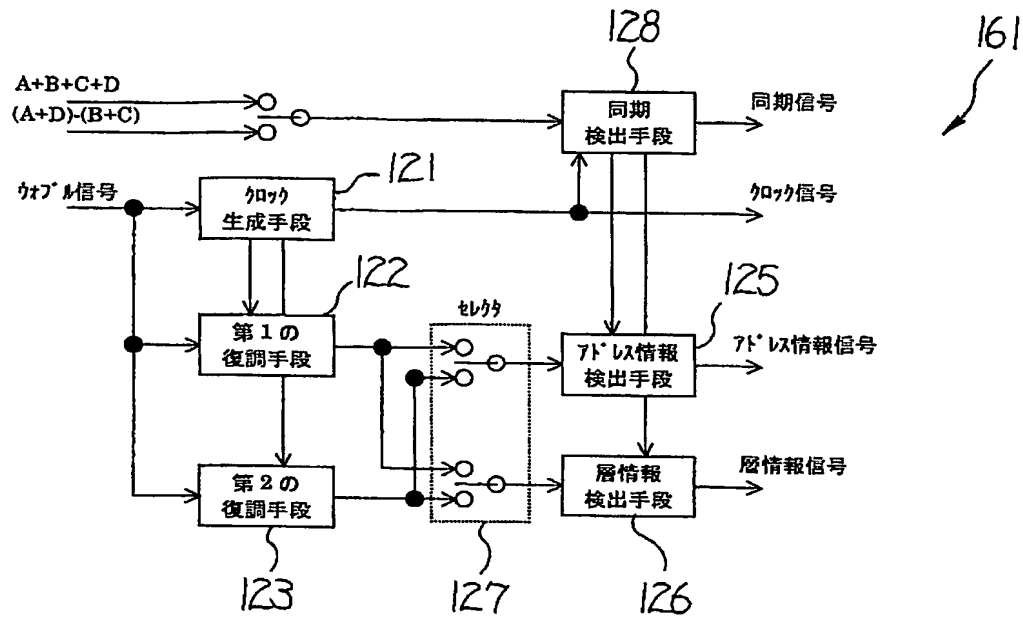 128
161
A+B+C+D
(A+D)-(B+C)
同期
検出手段
同期信号
ウォブル信号
クロック
生成手段
121
クロック信号
122
セレクタ
125
第1の
復調手段
アドレス情報
検出手段
アドレス情報信号
第2の
復調手段
層情報
検出手段
層情報信号
123
127
126